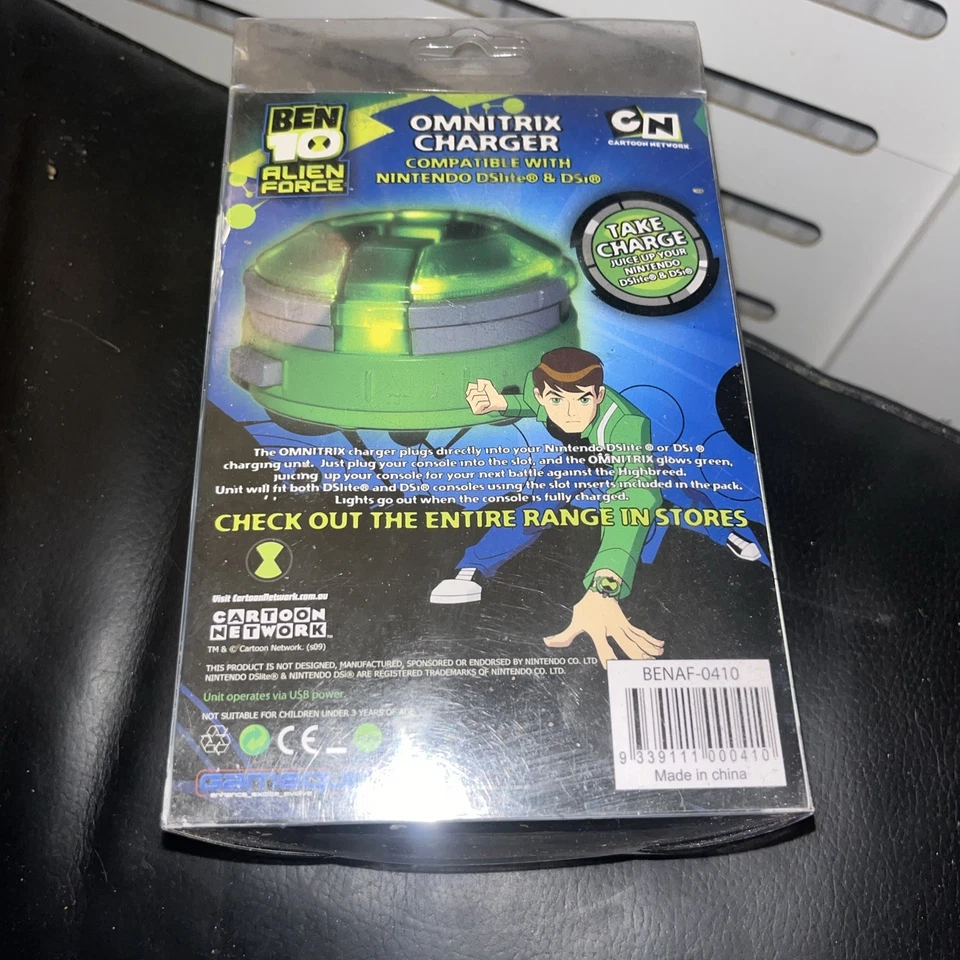 BEN
10
ALIEN
FORCE™
OMNITRIX
CHARGER
COMPATIBLE WITH
NINTENDO DSlite® & DSi®
CN
CARTOON NETWORK
TAKE
CHARGE
JUICE UP YOUR
NINTENDO
DSlite® & DSi®
The OMNITRIX charger plugs directly into your Nintendo DSlite ® or DSi ®
charging unit. Just plug your console into the slot, and the OMNITRIX glows green,
juicing up your console for your next battle against the Highbreed.
Unit will fit both DSlite® and DSi® consoles using the slot inserts included in the pack.
Lights go out when the console is fully charged.
CHECK OUT THE ENTIRE RANGE IN STORES
Visit CartoonNetwork.com.au
CARTOON
NETWORK™
TM & © Cartoon Network. (s09)
THIS PRODUCT IS NOT DESIGNED, MANUFACTURED, SPONSORED OR ENDORSED BY NINTENDO CO. LTD
NINTENDO DSlite® & NINTENDO DSi® ARE REGISTERED TRADEMARKS OF NINTENDO CO. LTD.
Unit operates via USB power.
NOT SUITABLE FOR CHILDREN UNDER 3 YEARS OF AGE
CE
BENAF-0410
9 339111 000410
Made in china